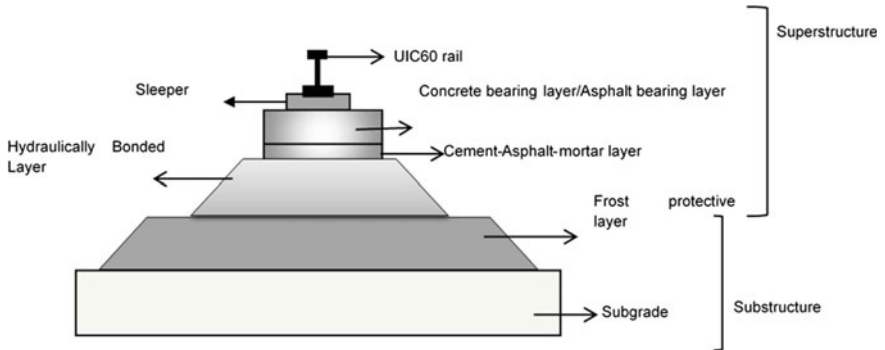 Superstructure
UIC60 rail
Sleeper
Concrete bearing layer/Asphalt bearing layer
Hydraulically Bonded
Layer
Cement-Asphalt-mortar layer
Frost protective
layer
Subgrade
Substructure